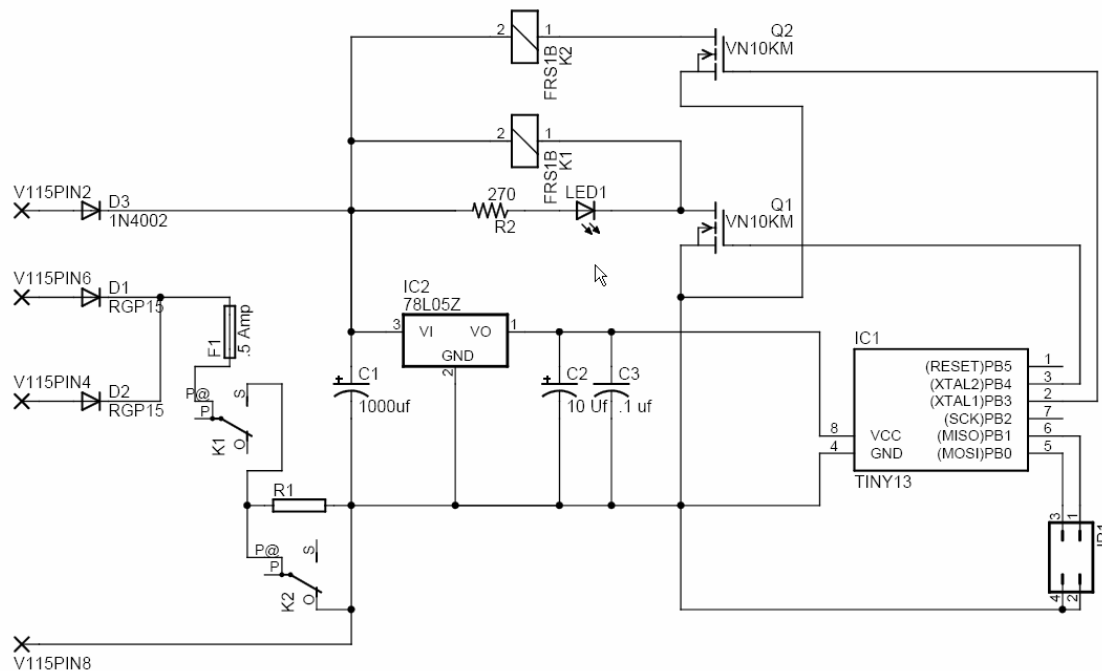 Q2
VN10KM
2
1
FRS1B
K2
2
1
FRS1B
K1
V115PIN2
D3
1N4002
270
R2
LED1
Q1
VN10KM
V115PIN6
D1
RGP15
F1
.5 Amp
IC2
78L05Z
3
VI
VO
1
GND
2
V115PIN4
D2
RGP15
P@
P
S
O
K1
C1
1000uf
C2
10 Uf
C3
.1 uf
IC1
(RESET)PB5
1
(XTAL2)PB4
3
(XTAL1)PB3
2
(SCK)PB2
7
8
VCC
(MISO)PB1
6
4
GND
(MOSI)PB0
5
TINY13
R1
P@
P
S
O
K2
3
1
4
2
V115PIN8